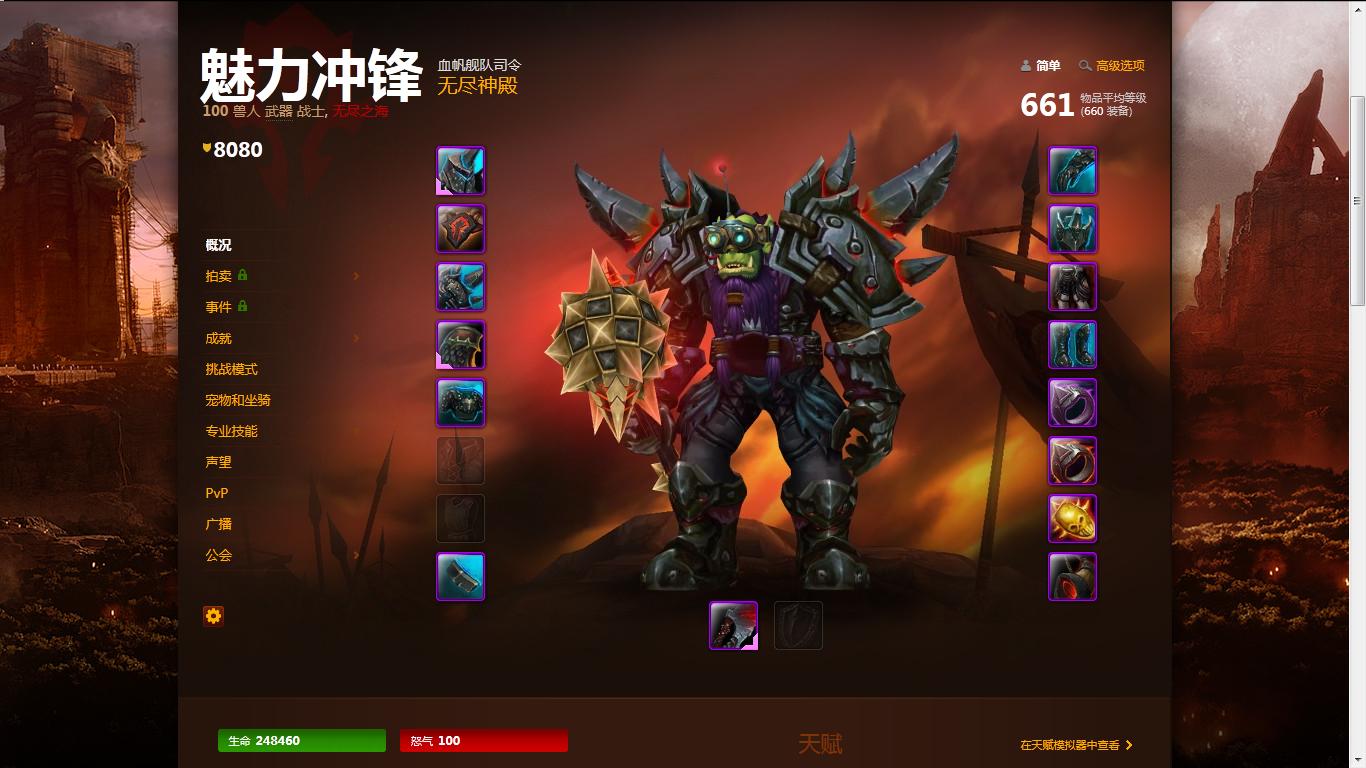 魅力冲锋
血帆舰队司令
无尽神殿
100 兽人 武器 战士, 无尽之海
8080
简单 高级选项
661 物品平均等级
(660 装备)
概况
拍卖
事件
成就
挑战模式
宠物和坐骑
专业技能
声望
PvP
广播
公会
生命 248460
怒气 100
天赋
在天赋模拟器中查看